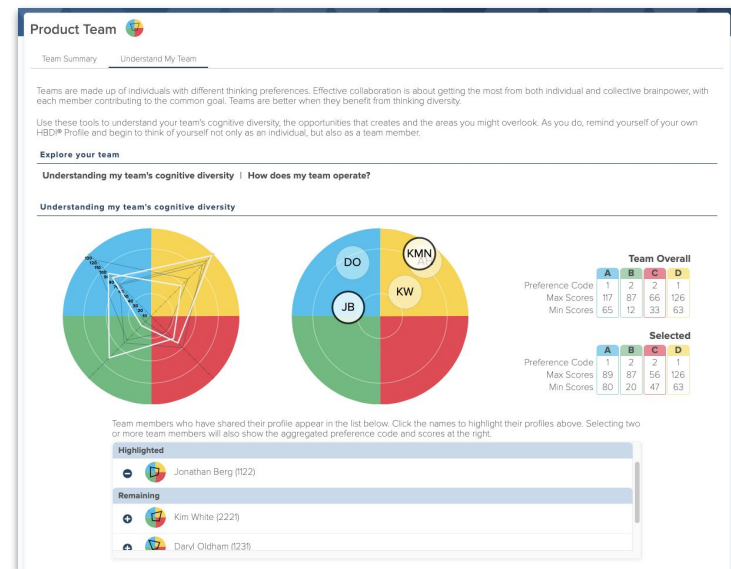 Product Team
Team Summary Understand My Team
Teams are made up of individuals with different thinking preferences. Effective collaboration is about getting the most from both individual and collective brainpower, with
each member contributing to the common goal. Teams are better when they benefit from thinking diversity.
Use these tools to understand your team's cognitive diversity, the opportunities that creates and the areas you might overlook. As you do, remind yourself of your own
HBDI® Profile and begin to think of yourself not only as an individual, but also as a team member.
Explore your team
Understanding my team's cognitive diversity | How does my team operate?
Understanding my team's cognitive diversity
DO
KMN
KW
JB
Team Overall
A B C D
Preference Code 1 2 2 1
Max Scores 117 87 66 126
Min Scores 65 12 33 63
Selected
A B C D
Preference Code 1 2 2 1
Max Scores 89 87 56 126
Min Scores 80 20 47 63
Team members who have shared their profile appear in the list below. Click the names to highlight their profiles above. Selecting two
or more team members will also show the aggregated preference code and scores at the right.
Highlighted
Jonathan Berg (1122)
Remaining
Kim White (2221)
Daryl Oldham (1231)